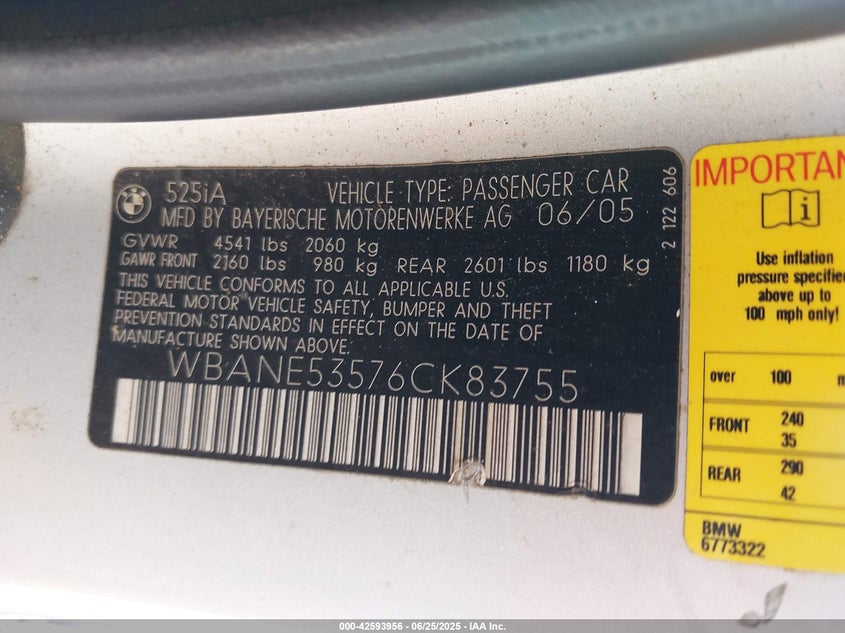 525iA VEHICLE TYPE: PASSENGER CAR
MFD BY BAYERISCHE MOTORENWERKE AG 06/05
GVWR 4541 lbs 2060 kg
GAWR FRONT 2160 lbs 980 kg REAR 2601 lbs 1180 kg
THIS VEHICLE CONFORMS TO ALL APPLICABLE U.S.
FEDERAL MOTOR VEHICLE SAFETY, BUMPER AND THEFT
PREVENTION STANDARDS IN EFFECT ON THE DATE OF
MANUFACTURE SHOWN ABOVE.
WBANE53576CK83755
2 122 606
IMPORTAN
i
Use inflation
pressure specifie
above up to
100 mph only!
over 100 m
FRONT 240
35
REAR 290
42
BMW
6773322
000-42593956 - 06/25/2025 - IAA Inc.